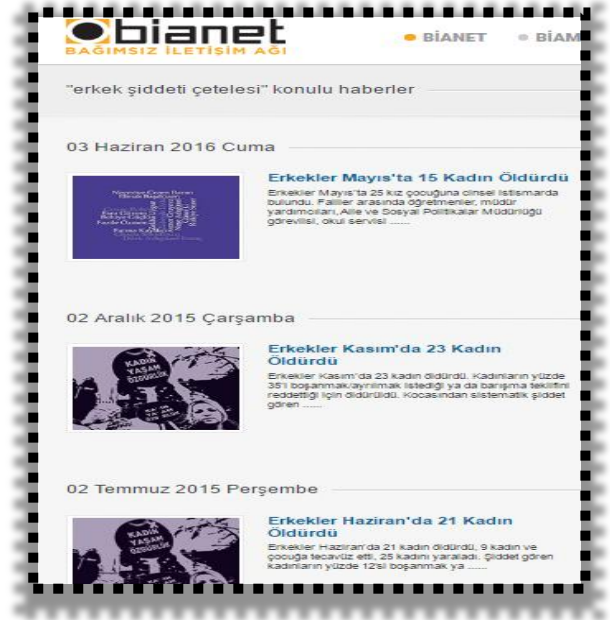 bianet
BAĞIMSIZ İLETİŞİM AĞI
BİANET
BİAM
"erkek şiddeti çetelesi" konulu haberler
03 Haziran 2016 Cuma
Erkekler Mayıs'ta 15 Kadın Öldürdü
Erkekler Mayıs'ta 25 kız çocuğuna cinsel istismarda
bulundu. Failler arasında öğretmenler, müdür
yardımcıları, Aile ve Sosyal Politikalar Müdürlüğü
görevlisi, okul servisi ......
02 Aralık 2015 Çarşamba
KADIN
YAŞAM
ÖZGÜRLÜK
Erkekler Kasım'da 23 Kadın
Öldürdü
Erkekler Kasım'da 23 kadın öldürdü. Kadınların yüzde
35'i boşanmak/ayrılmak istediği ya da barışma teklifini
reddettiği için öldürüldü. Kocasından sistematik şiddet
gören ......
02 Temmuz 2015 Perşembe
KADIN
YAŞAM
ÖZGÜRLÜK
Erkekler Haziran'da 21 Kadın
Öldürdü
Erkekler Haziran'da 21 kadın öldürdü, 9 kadın ve
çocuğa tecavüz etti, 25 kadını yaraladı. Şiddet gören
kadınların yüzde 12'si boşanmak ya ......